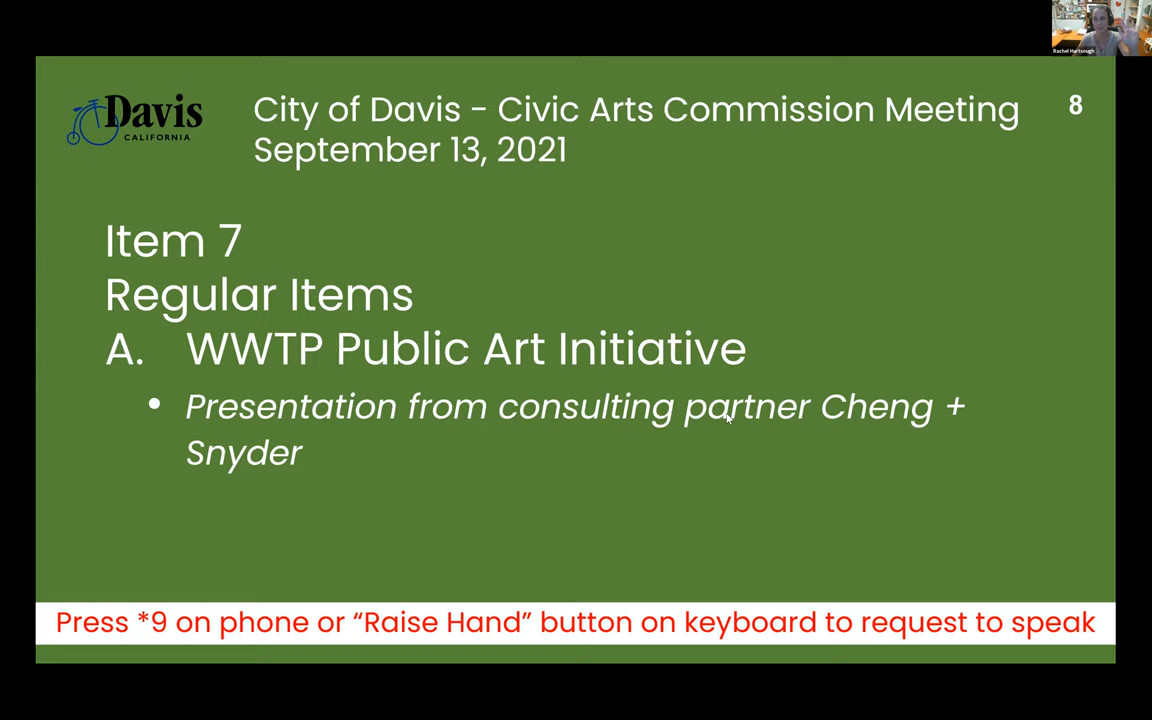 Rachel Hartsough
Davis
CALIFORNIA
City of Davis - Civic Arts Commission Meeting
September 13, 2021
8
Item 7
Regular Items
A. WWTP Public Art Initiative
• Presentation from consulting partner Cheng +
Snyder
Press *9 on phone or “Raise Hand” button on keyboard to request to speak